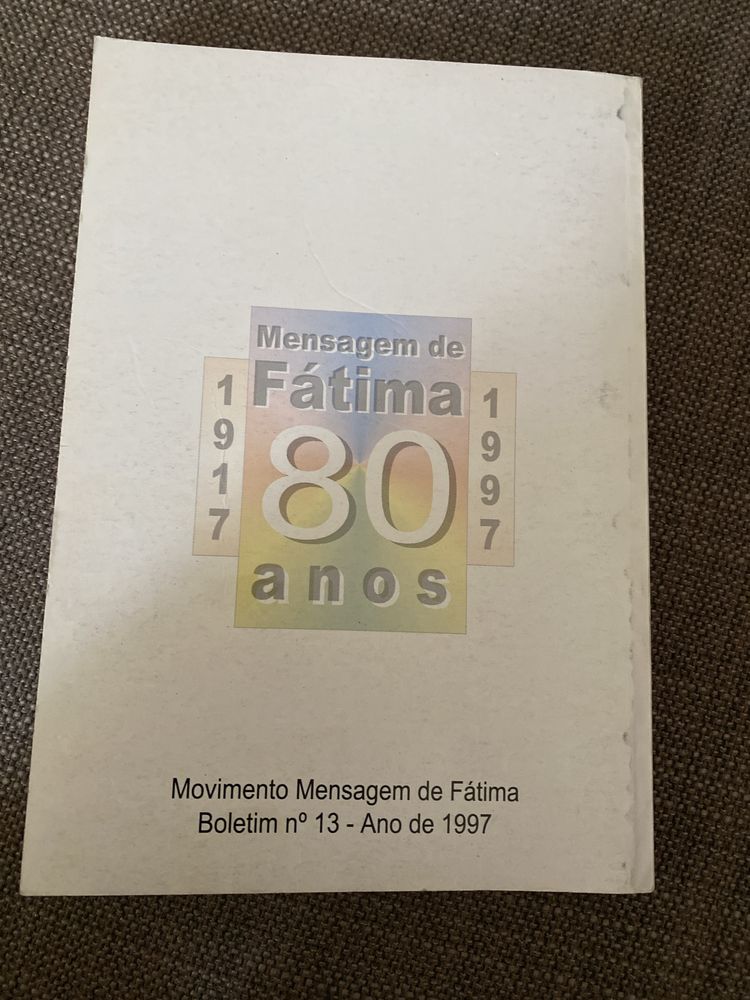 Mensagem de
Fátima
1917
80
1997
anos
Movimento Mensagem de Fátima
Boletim nº 13 - Ano de 1997